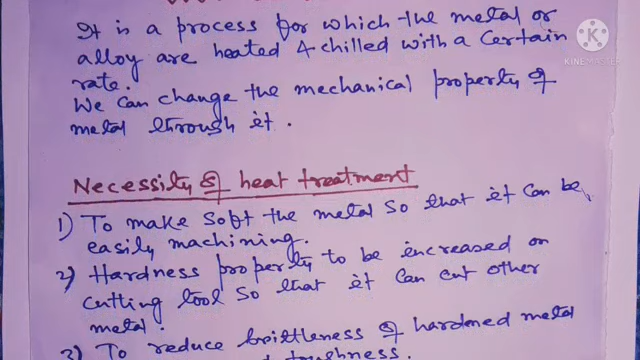 It is a process for which the metal or
alloy are heated & chilled with a certain
rate.
We can change the mechanical property of
metal through it.
Necessity of heat treatment
1) To make soft the metal so that it can be
easily machining.
2) Hardness property to be increased on
cutting tool so that it can cut other
metal.
3) To reduce brittleness of hardened metal
toughness.
KINEMASTER